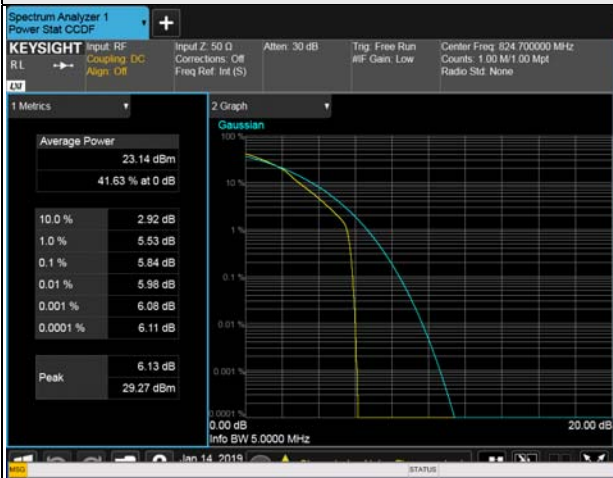 Spectrum Analyzer 1
Power Stat CCDF
KEYSIGHT
RL
LXI
Input: RF
Coupling: DC
Align: Off
Input Z: 50 Ω
Corrections: Off
Freq Ref: Int (S)
Atten: 30 dB
Trig: Free Run
#IF Gain: Low
Center Freq: 824.700000 MHz
Counts: 1.00 M/1.00 Mpt
Radio Std: None
1 Metrics
Average Power
23.14 dBm
41.63 % at 0 dB
10.0 % 2.92 dB
1.0 % 5.53 dB
0.1 % 5.84 dB
0.01 % 5.98 dB
0.001 % 6.08 dB
0.0001 % 6.11 dB
Peak
6.13 dB
29.27 dBm
2 Graph
Gaussian
100 %
10 %
1 %
0.1 %
0.01 %
0.001 %
0.0001 %
0.00 dB 20.00 dB
Info BW 5.0000 MHz
Jan 14, 2019
MSG STATUS